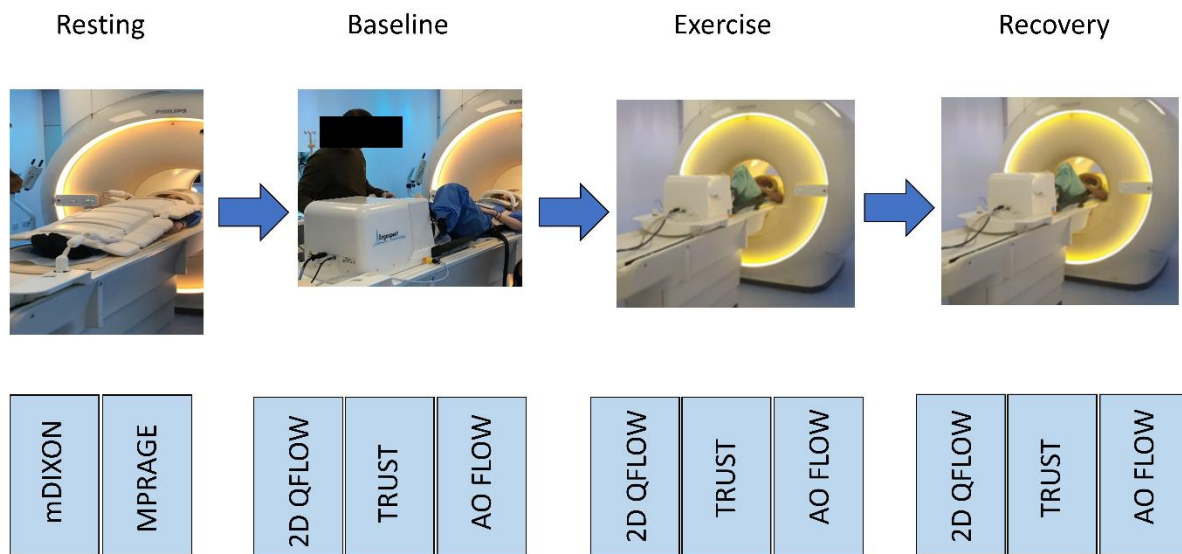 Resting
Baseline
Exercise
Recovery
PHILIPS
mDIXON
MPRAGE
2D QFLOW
TRUST
AO FLOW
2D QFLOW
TRUST
AO FLOW
2D QFLOW
TRUST
AO FLOW